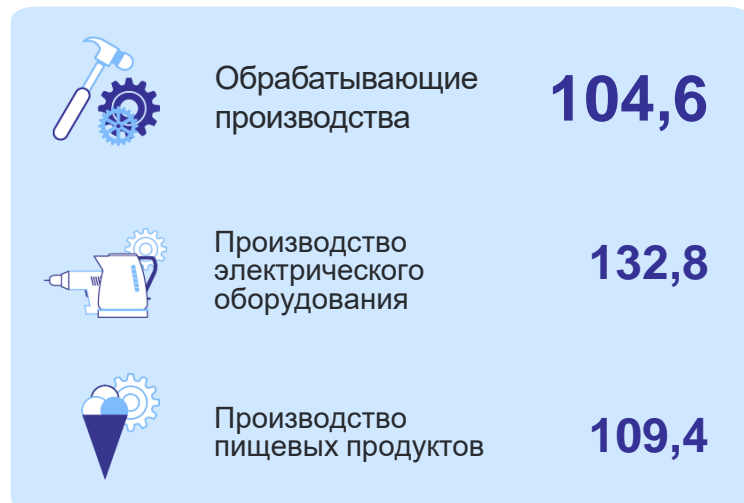 Обрабатывающие
производства
104,6
Производство
электрического
оборудования
132,8
Производство
пищевых продуктов
109,4